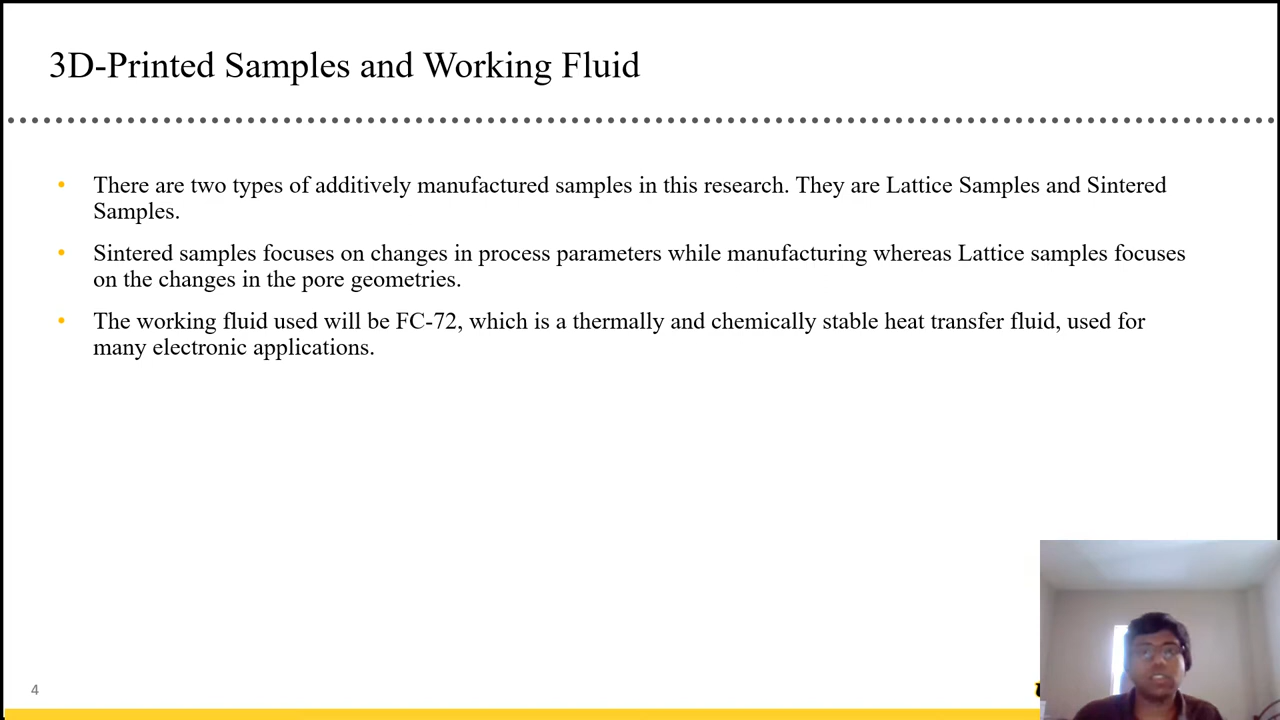 3D-Printed Samples and Working Fluid
• There are two types of additively manufactured samples in this research. They are Lattice Samples and Sintered
Samples.
• Sintered samples focuses on changes in process parameters while manufacturing whereas Lattice samples focuses
on the changes in the pore geometries.
• The working fluid used will be FC-72, which is a thermally and chemically stable heat transfer fluid, used for
many electronic applications.
4